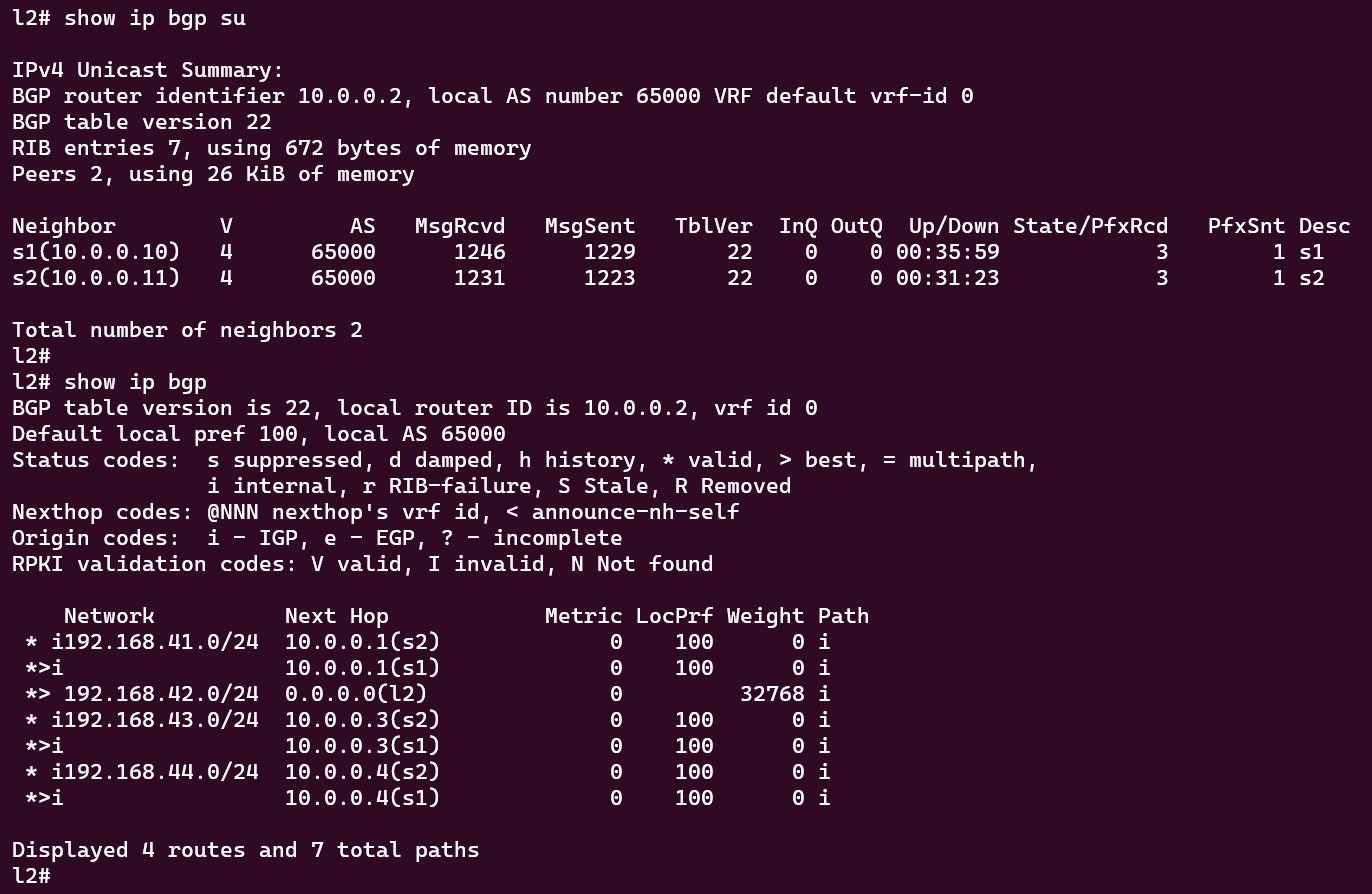 l2# show ip bgp su

IPv4 Unicast Summary:
BGP router identifier 10.0.0.2, local AS number 65000 VRF default vrf-id 0
BGP table version 22
RIB entries 7, using 672 bytes of memory
Peers 2, using 26 KiB of memory

Neighbor        V         AS   MsgRcvd   MsgSent   TblVer  InQ OutQ  Up/Down State/PfxRcd   PfxSnt Desc
s1(10.0.0.10)   4      65000      1246      1229       22    0    0 00:35:59            3        1 s1
s2(10.0.0.11)   4      65000      1231      1223       22    0    0 00:31:23            3        1 s2

Total number of neighbors 2
l2#
l2# show ip bgp
BGP table version is 22, local router ID is 10.0.0.2, vrf id 0
Default local pref 100, local AS 65000
Status codes:  s suppressed, d damped, h history, * valid, > best, = multipath,
               i internal, r RIB-failure, S Stale, R Removed
Nexthop codes: @NNN nexthop's vrf id, < announce-nh-self
Origin codes:  i - IGP, e - EGP, ? - incomplete
RPKI validation codes: V valid, I invalid, N Not found

    Network          Next Hop            Metric LocPrf Weight Path
 * i192.168.41.0/24  10.0.0.1(s2)             0    100      0 i
 *>i                 10.0.0.1(s1)             0    100      0 i
 *> 192.168.42.0/24  0.0.0.0(l2)              0         32768 i
 * i192.168.43.0/24  10.0.0.3(s2)             0    100      0 i
 *>i                 10.0.0.3(s1)             0    100      0 i
 * i192.168.44.0/24  10.0.0.4(s2)             0    100      0 i
 *>i                 10.0.0.4(s1)             0    100      0 i

Displayed 4 routes and 7 total paths
l2#